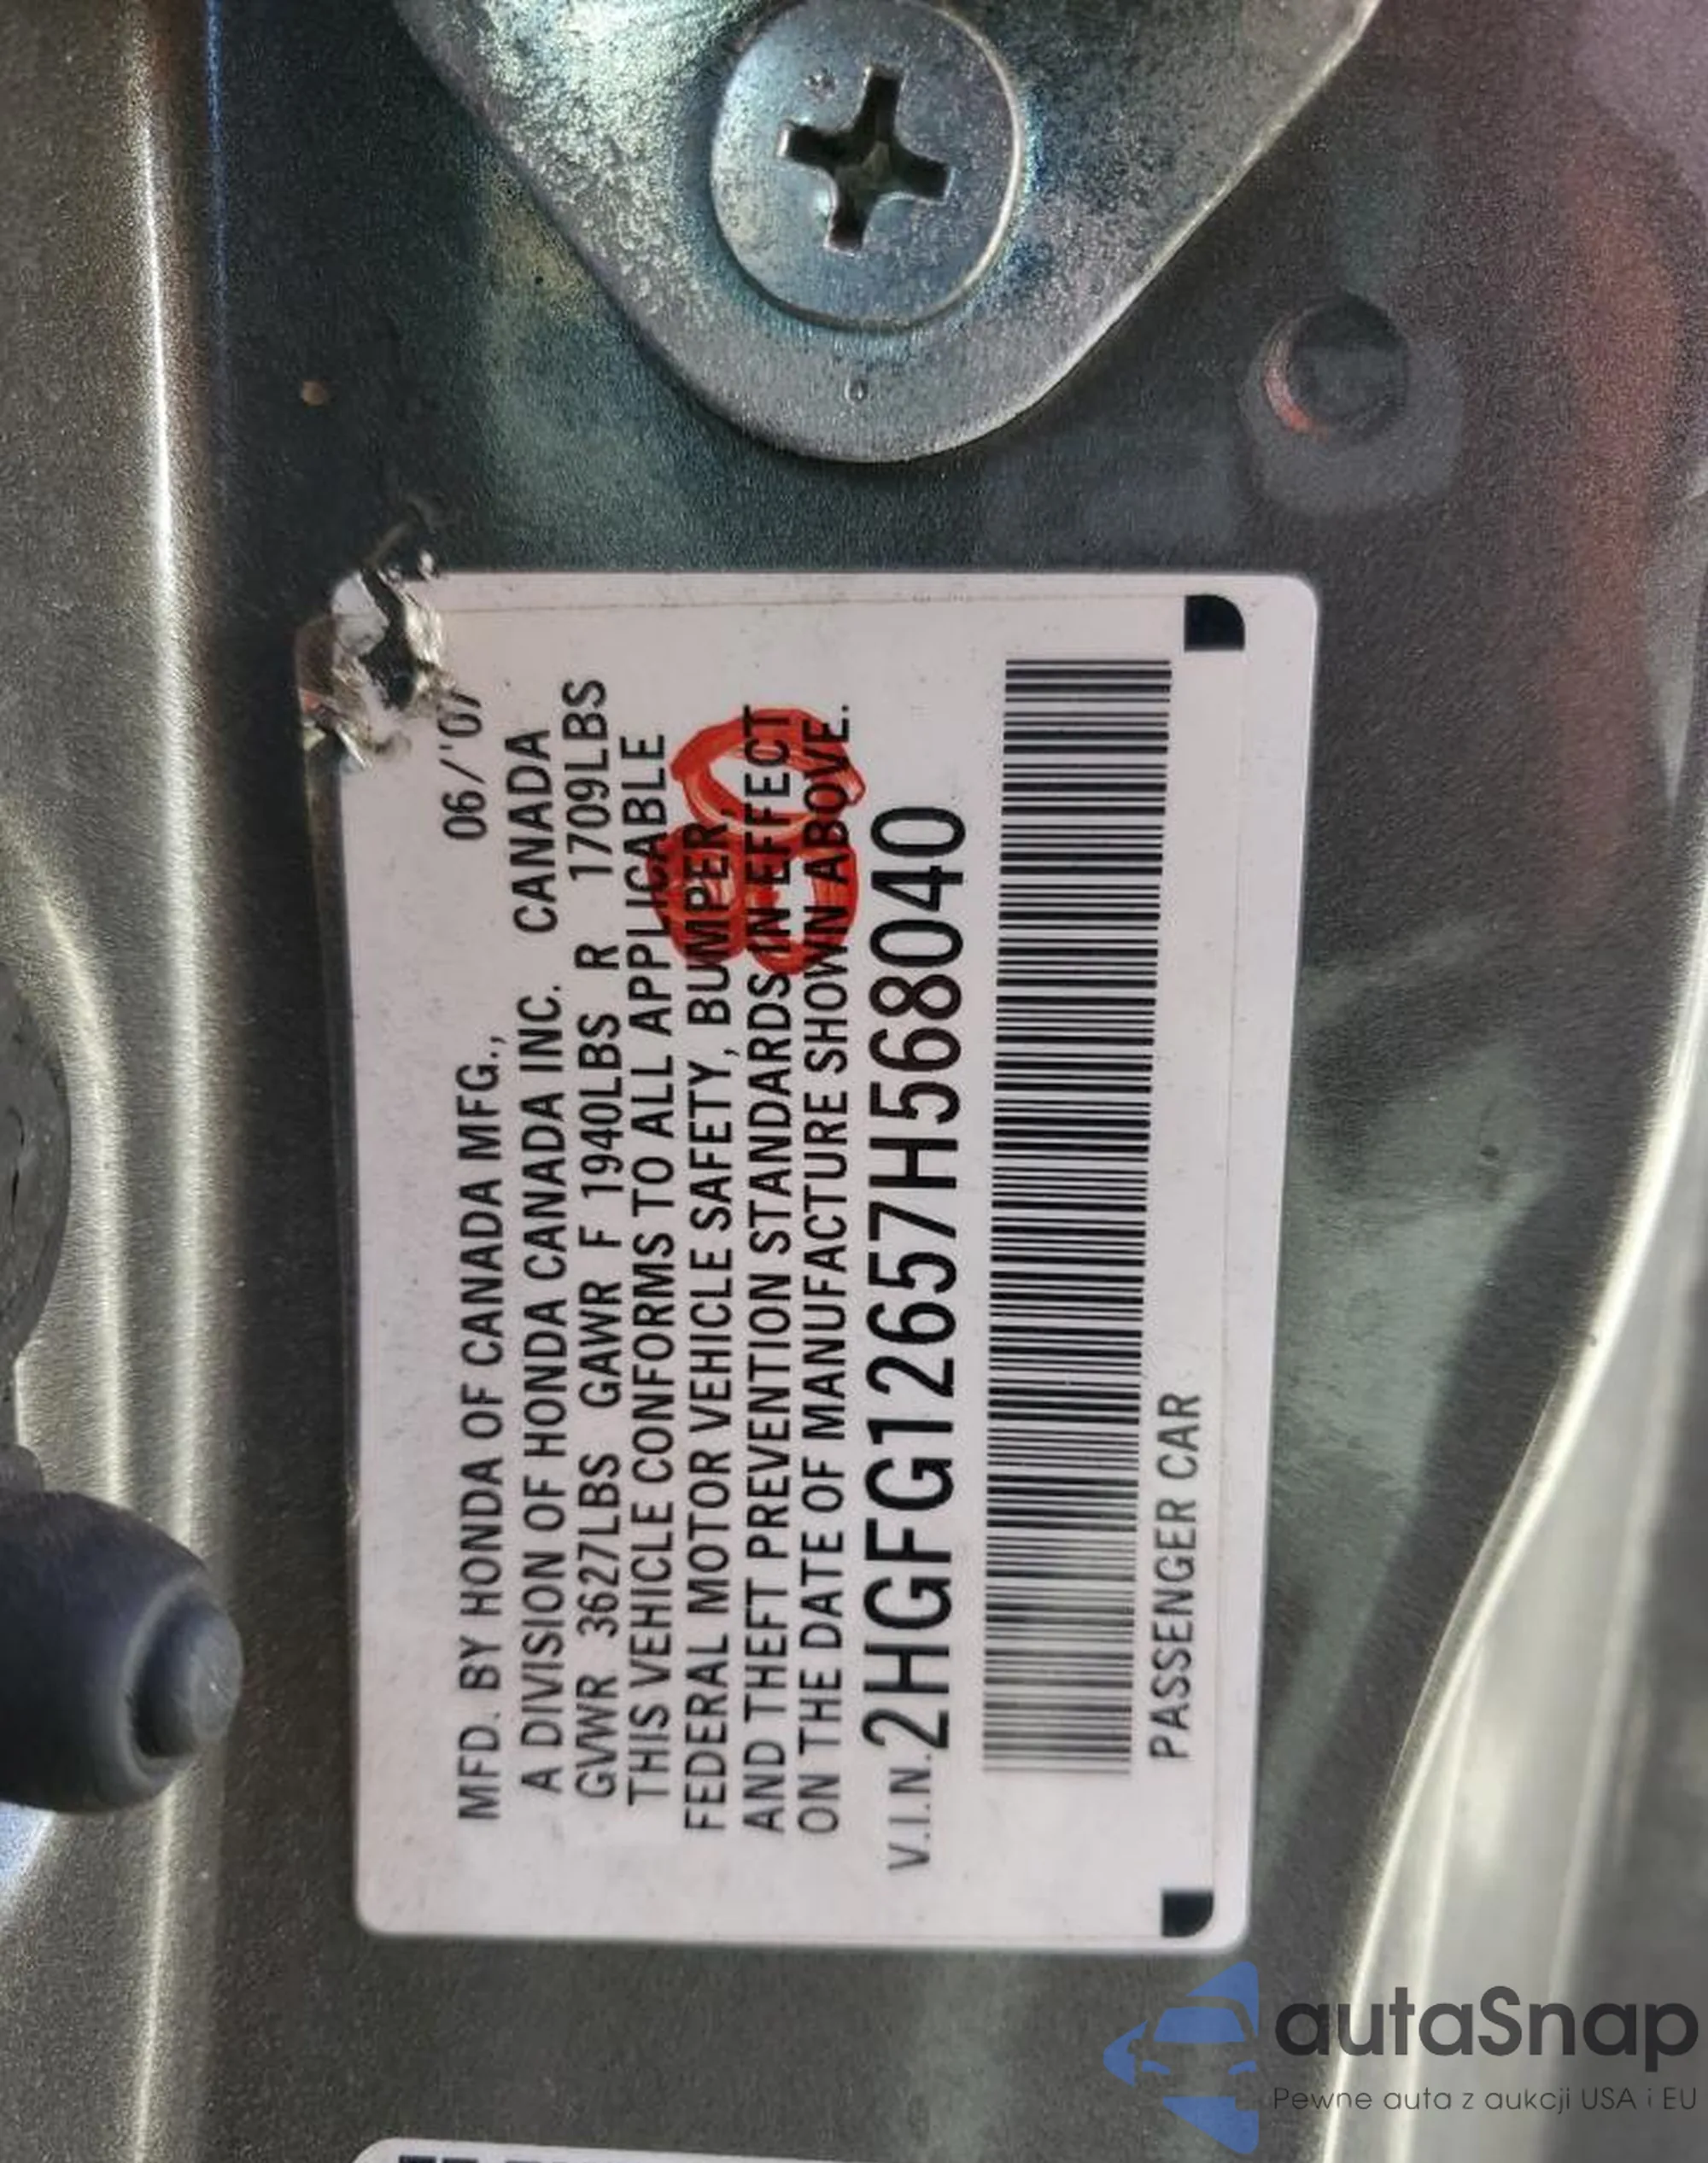 06/'07
MFD. BY HONDA OF CANADA MFG.,
A DIVISION OF HONDA CANADA INC. CANADA
GVWR 3627LBS GAWR F 1940LBS R 1709LBS
THIS VEHICLE CONFORMS TO ALL APPLICABLE
FEDERAL MOTOR VEHICLE SAFETY, BUMPER,
AND THEFT PREVENTION STANDARDS IN EFFECT
ON THE DATE OF MANUFACTURE SHOWN ABOVE.
V.I.N. 2HGFG12657H568040
PASSENGER CAR
autaSnap
Pewne auta z aukcji USA i EU